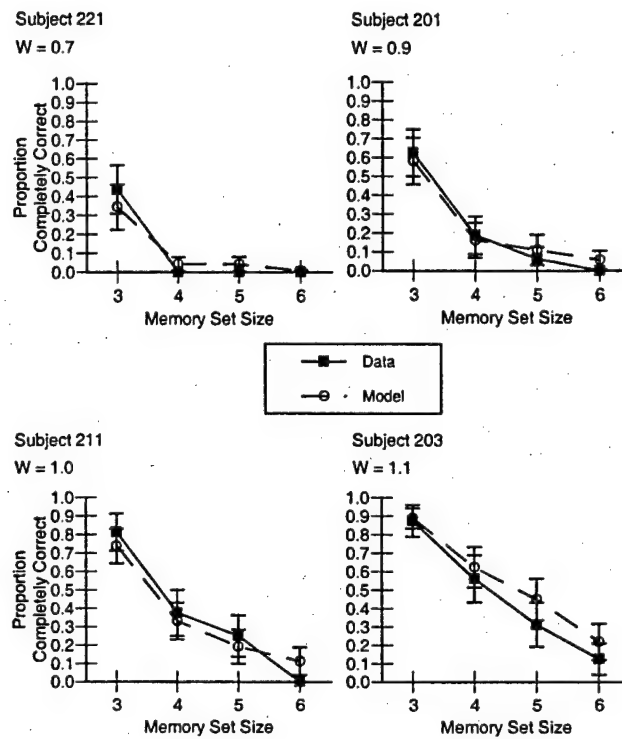 Subject 221
W = 0.7
Proportion
Completely Correct
1.0
0.9
0.8
0.7
0.6
0.5
0.4
0.3
0.2
0.1
0.0
3 4 5 6
Memory Set Size
Subject 201
W = 0.9
1.0
0.9
0.8
0.7
0.6
0.5
0.4
0.3
0.2
0.1
0.0
3 4 5 6
Memory Set Size
Data
Model
Subject 211
W = 1.0
Proportion
Completely Correct
1.0
0.9
0.8
0.7
0.6
0.5
0.4
0.3
0.2
0.1
0.0
3 4 5 6
Memory Set Size
Subject 203
W = 1.1
1.0
0.9
0.8
0.7
0.6
0.5
0.4
0.3
0.2
0.1
0.0
3 4 5 6
Memory Set Size